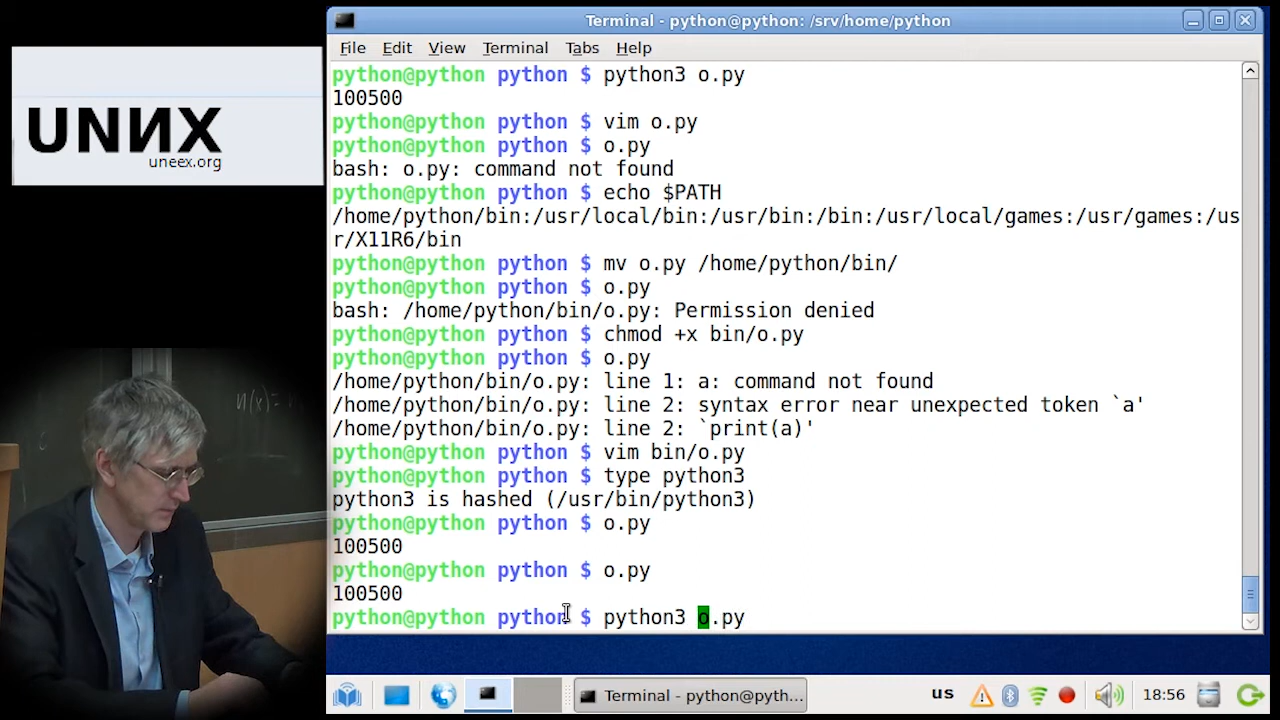 UNИX
uneex.org
Terminal - python@python: /srv/home/python
File Edit View Terminal Tabs Help
python@python python $ python3 o.py
100500
python@python python $ vim o.py
python@python python $ o.py
bash: o.py: command not found
python@python python $ echo $PATH
/home/python/bin:/usr/local/bin:/usr/bin:/bin:/usr/local/games:/usr/games:/us
r/X11R6/bin
python@python python $ mv o.py /home/python/bin/
python@python python $ o.py
bash: /home/python/bin/o.py: Permission denied
python@python python $ chmod +x bin/o.py
python@python python $ o.py
/home/python/bin/o.py: line 1: a: command not found
/home/python/bin/o.py: line 2: syntax error near unexpected token `a'
/home/python/bin/o.py: line 2: `print(a)'
python@python python $ vim bin/o.py
python@python python $ type python3
python3 is hashed (/usr/bin/python3)
python@python python $ o.py
100500
python@python python $ o.py
100500
python@python python $ python3 o.py
Terminal - python@pyth...
us
18:56